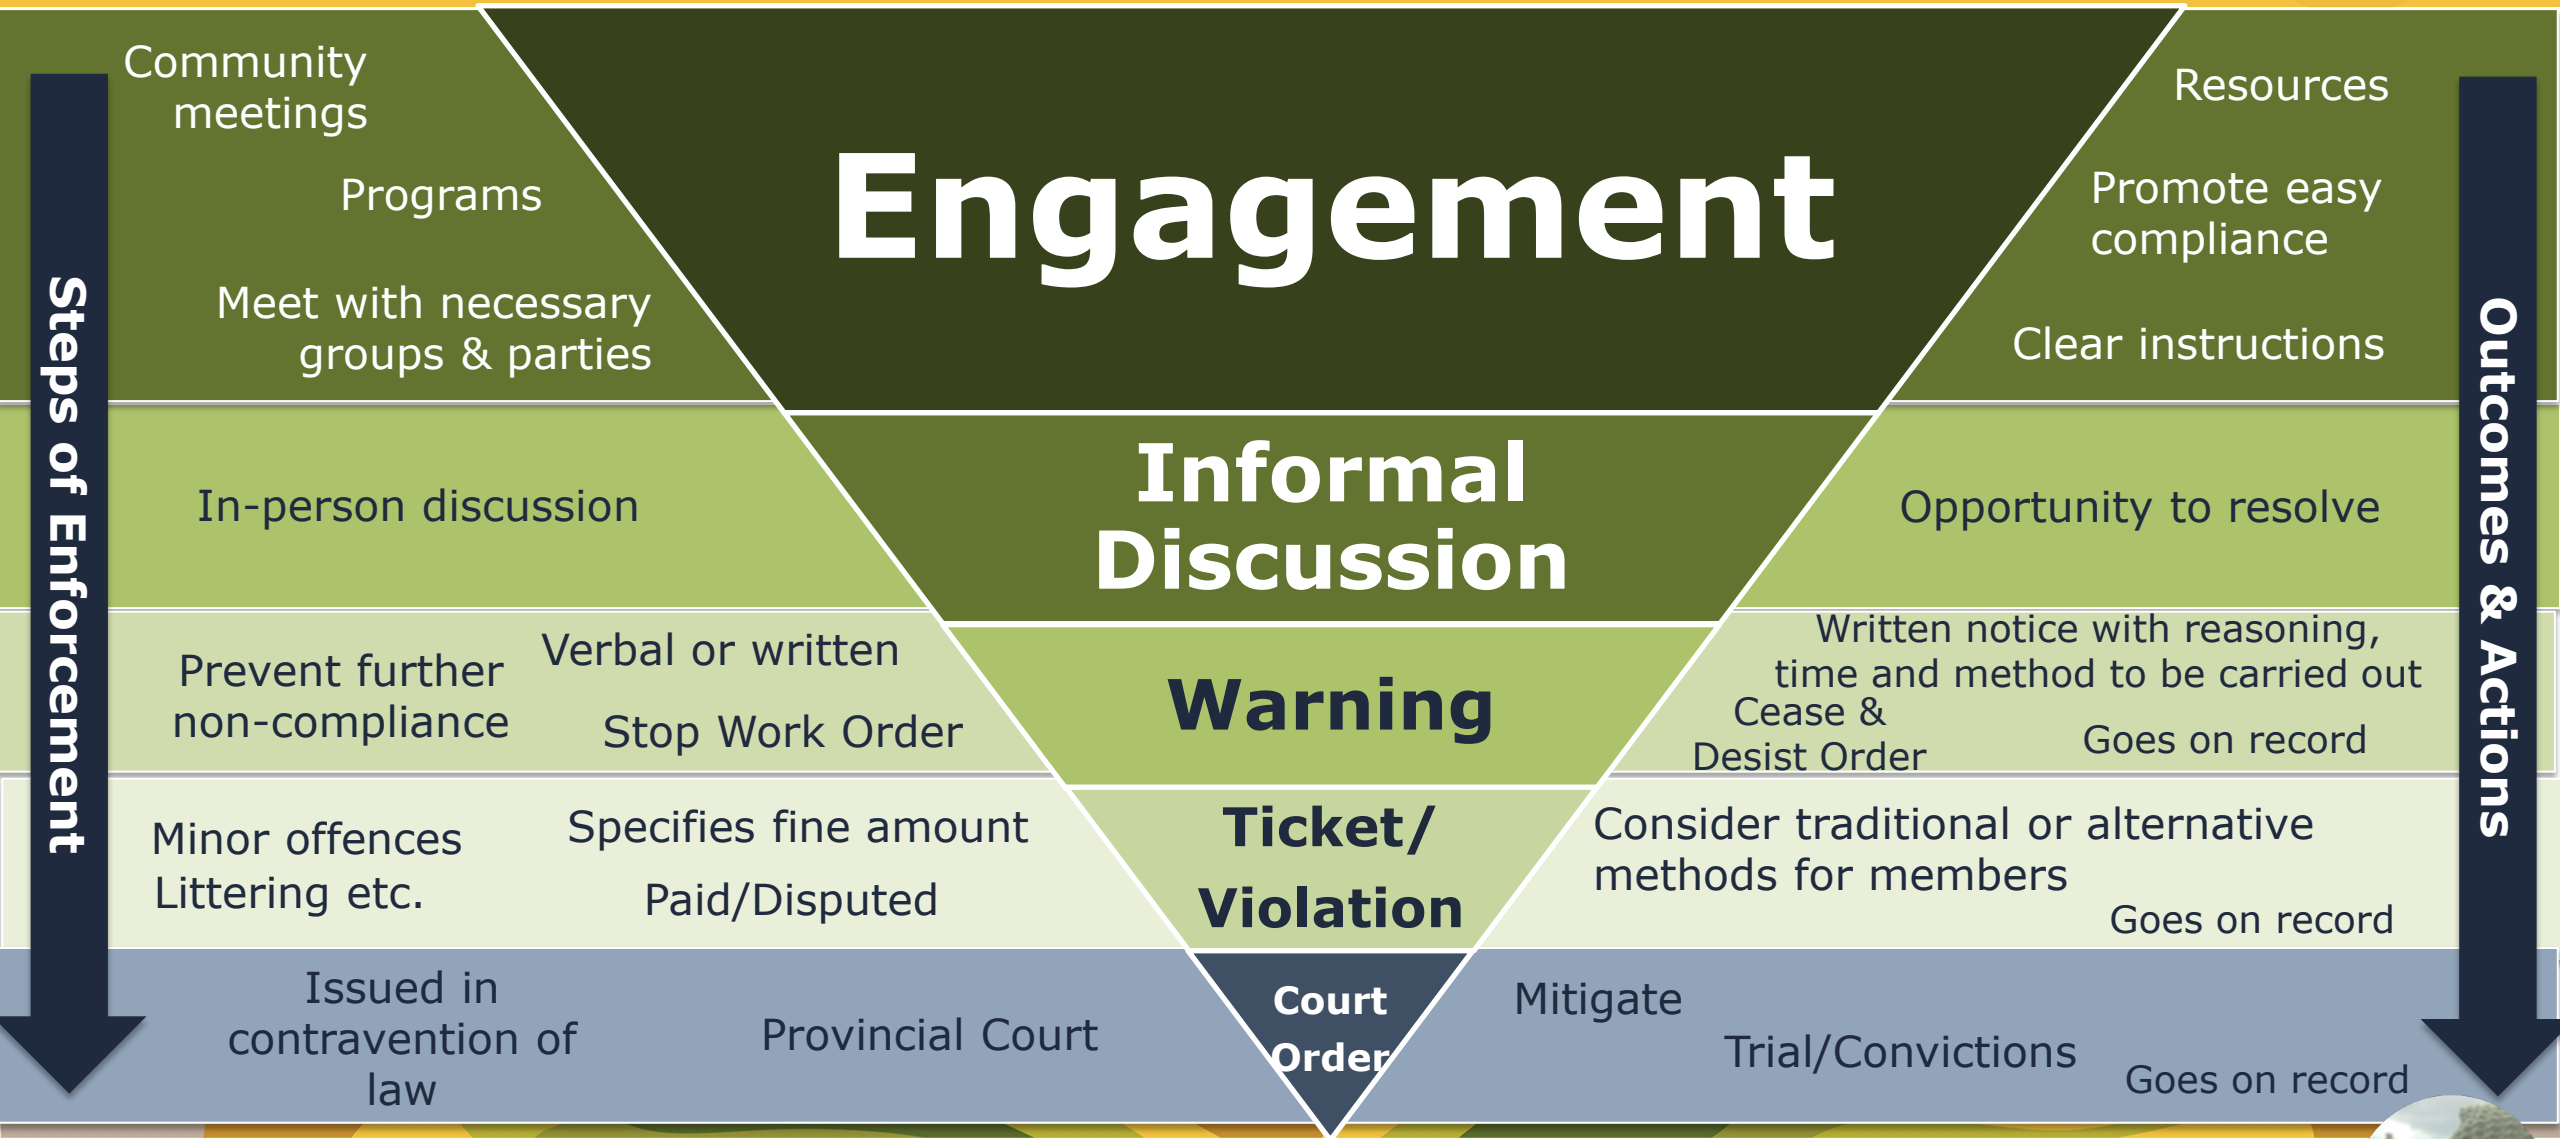 Steps of Enforcement
Community
meetings
Programs
Meet with necessary
groups & parties
Engagement
Resources
Promote easy
compliance
Clear instructions
Outcomes & Actions
In-person discussion
Informal
Discussion
Opportunity to resolve
Prevent further
non-compliance
Verbal or written
Stop Work Order
Warning
Written notice with reasoning,
time and method to be carried out
Cease &
Desist Order
Goes on record
Minor offences
Littering etc.
Specifies fine amount
Paid/Disputed
Ticket/
Violation
Consider traditional or alternative
methods for members
Goes on record
Issued in
contravention of
law
Provincial Court
Court
Order
Mitigate
Trial/Convictions
Goes on record